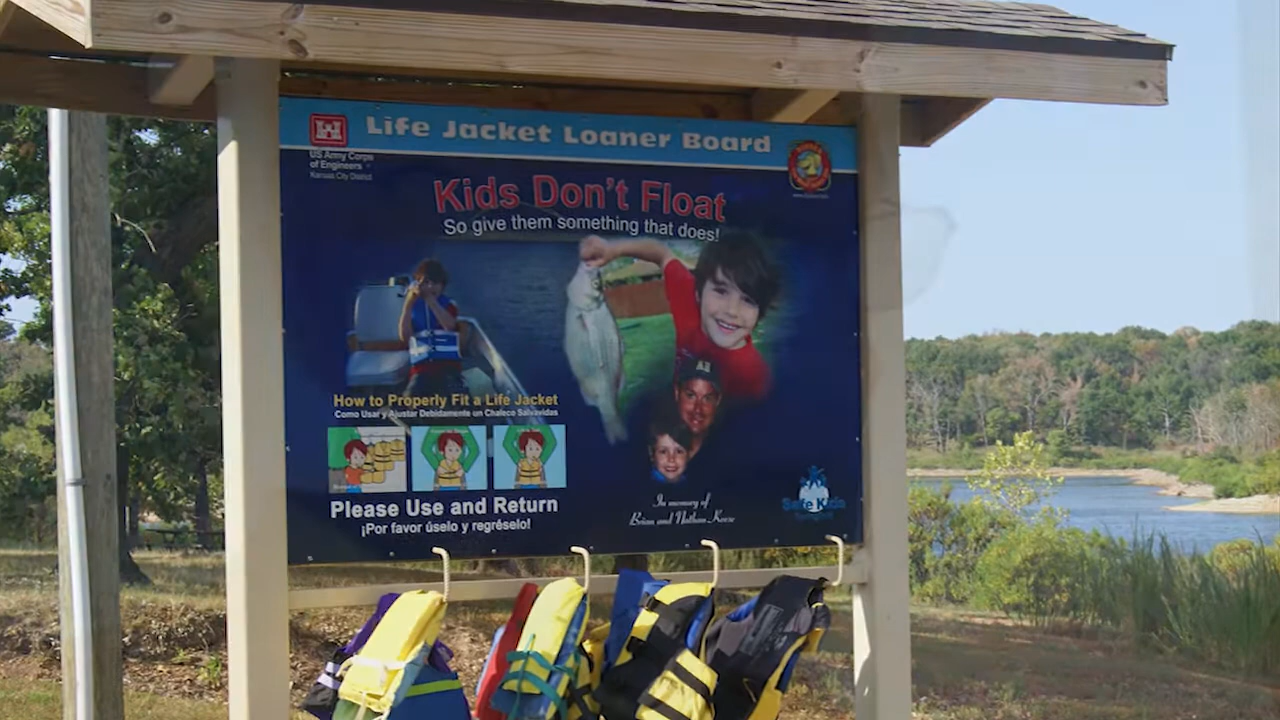 Life Jacket Loaner Board
US Army Corps
of Engineers
Kansas City District
Kids Don't Float
So give them something that does!
How to Properly Fit a Life Jacket
Como Usar y Ajustar Debidamente un Chaleco Salvavidas
Please Use and Return
¡Por favor úselo y regréselo!
In memory of
Brian and Nathan
Safe Kids